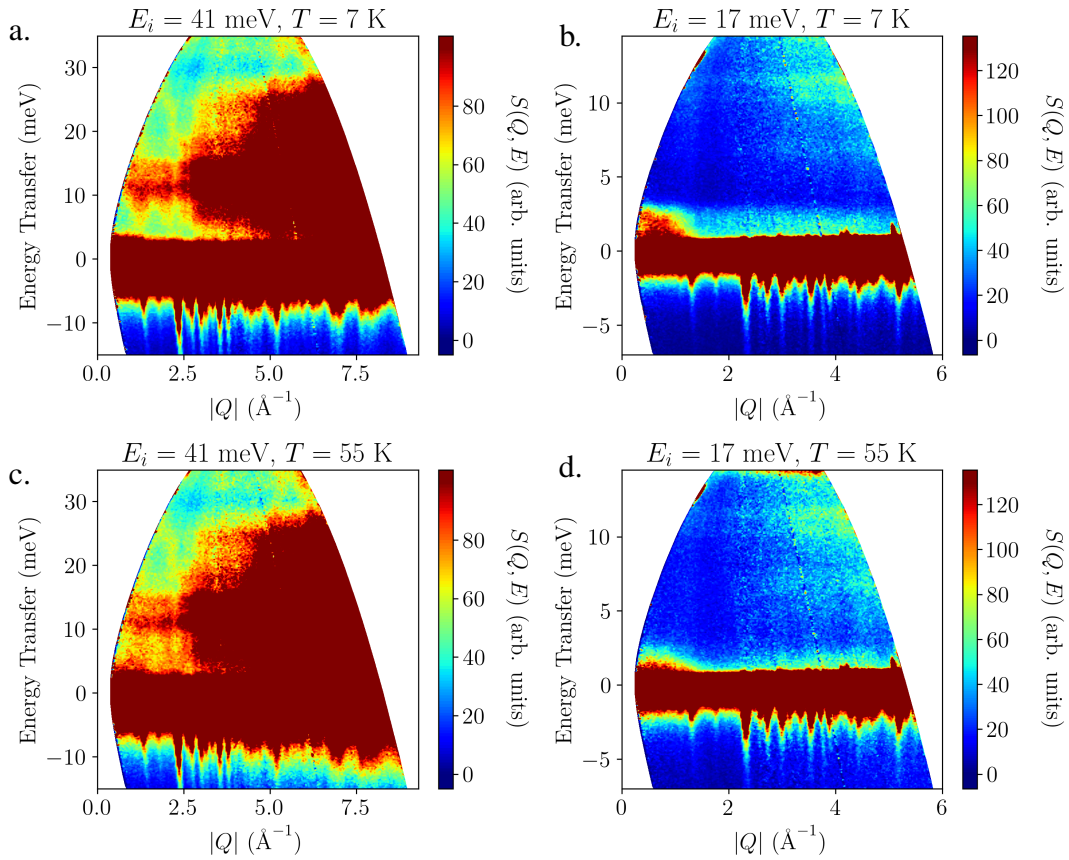 a.
E_i = 41 meV, T = 7 K
30
20
10
0
−10
Energy Transfer (meV)
0.0 2.5 5.0 7.5
|Q| (Å⁻¹)
80
60
40
20
0
S(Q, E) (arb. units)
b.
E_i = 17 meV, T = 7 K
10
5
0
−5
Energy Transfer (meV)
0 2 4 6
|Q| (Å⁻¹)
120
100
80
60
40
20
0
S(Q, E) (arb. units)
c.
E_i = 41 meV, T = 55 K
30
20
10
0
−10
Energy Transfer (meV)
0.0 2.5 5.0 7.5
|Q| (Å⁻¹)
80
60
40
20
0
S(Q, E) (arb. units)
d.
E_i = 17 meV, T = 55 K
10
5
0
−5
Energy Transfer (meV)
0 2 4 6
|Q| (Å⁻¹)
120
100
80
60
40
20
0
S(Q, E) (arb. units)